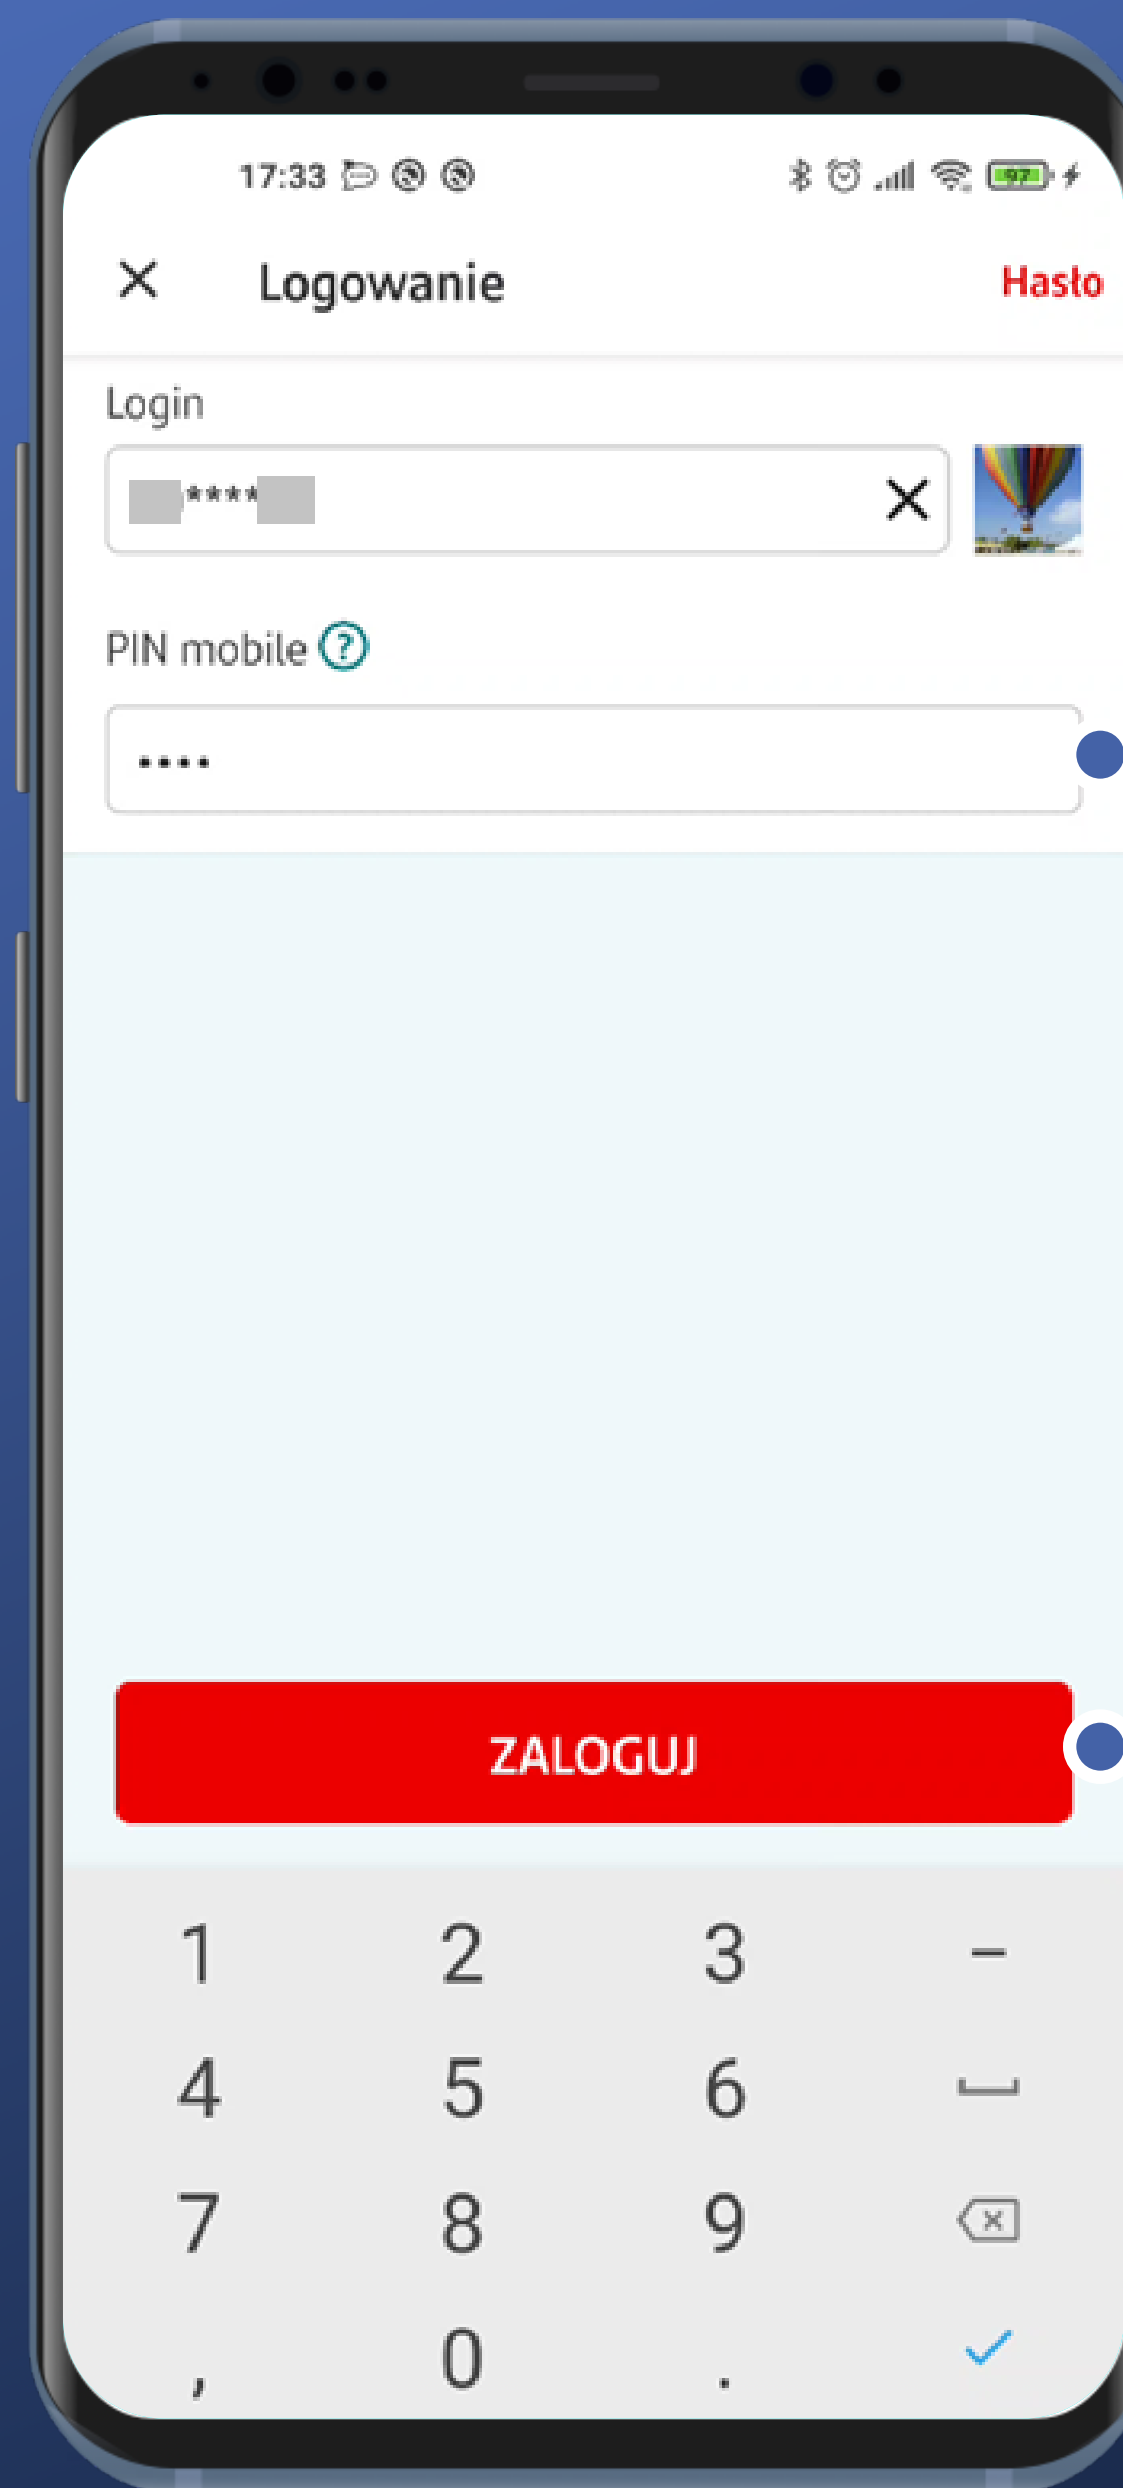 17:33
97
Logowanie
Hasło
Login
****
PIN mobile ?
••••
ZALOGUJ
1 2 3 –
4 5 6
7 8 9
, 0 .